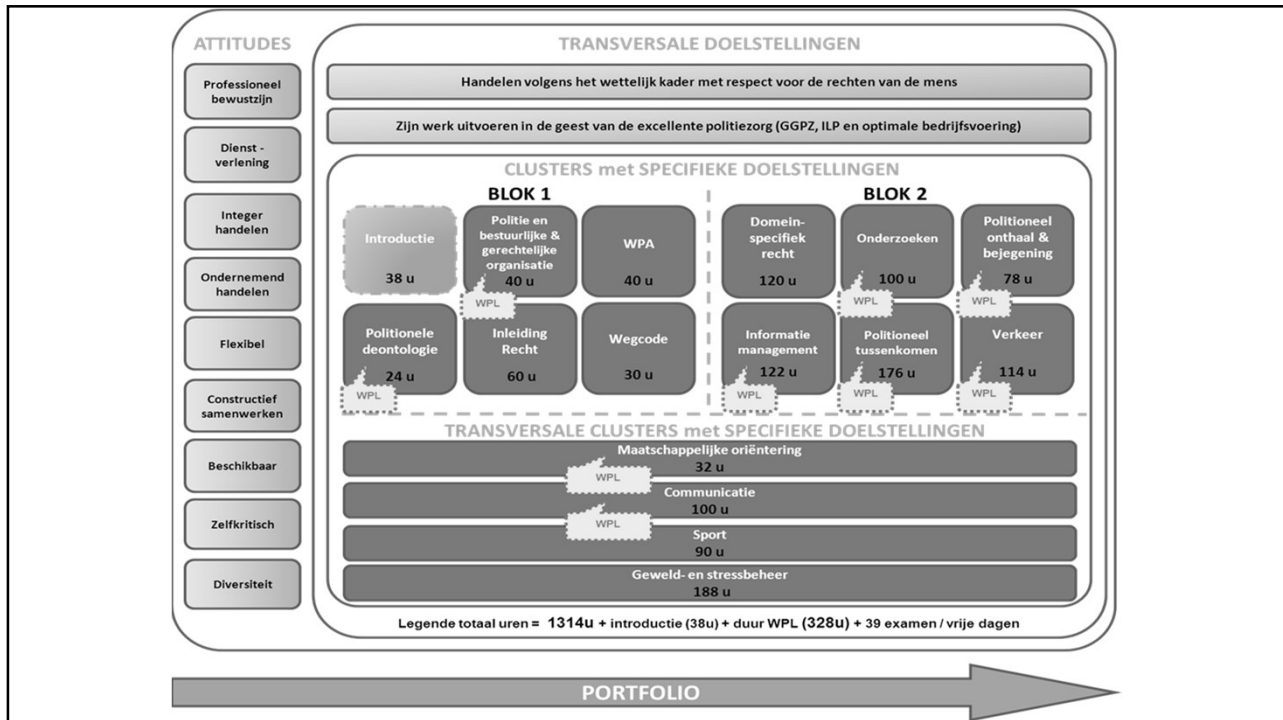 ATTITUDES
Professioneel
bewustzijn
Dienst -
verlening
Integer
handelen
Ondernemend
handelen
Flexibel
Constructief
samenwerken
Beschikbaar
Zelfkritisch
Diversiteit
TRANSVERSALE DOELSTELLINGEN
Handelen volgens het wettelijk kader met respect voor de rechten van de mens
Zijn werk uitvoeren in de geest van de excellente politiezorg (GGPZ, ILP en optimale bedrijfsvoering)
CLUSTERS met SPECIFIEKE DOELSTELLINGEN
BLOK 1
Introductie
38 u
Politie en
bestuurlijke &
gerechtelijke
organisatie
40 u
WPL
WPA
40 u
Politionele
deontologie
24 u
WPL
Inleiding
Recht
60 u
Wegcode
30 u
BLOK 2
Domein-
specifiek
recht
120 u
Onderzoeken
100 u
WPL
Politioneel
onthaal &
bejegening
78 u
WPL
Informatie
management
122 u
WPL
Politioneel
tussenkomen
176 u
WPL
Verkeer
114 u
WPL
TRANSVERSALE CLUSTERS met SPECIFIEKE DOELSTELLINGEN
Maatschappelijke oriëntering
32 u
WPL
Communicatie
100 u
WPL
Sport
90 u
Geweld- en stressbeheer
188 u
Legende totaal uren = 1314u + introductie (38u) + duur WPL (328u) + 39 examen / vrije dagen
PORTFOLIO